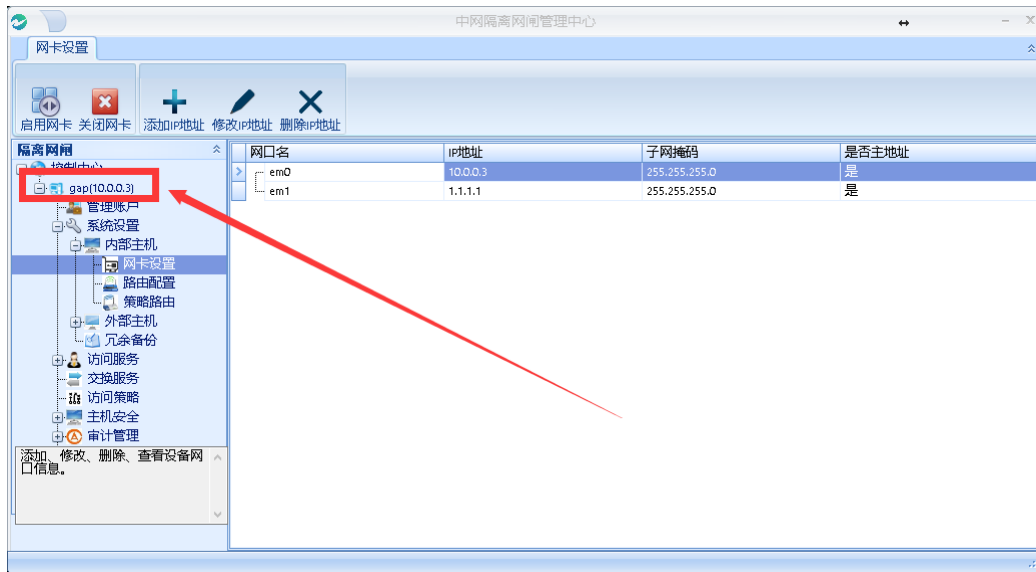 中网隔离网闸管理中心
网卡设置
启用网卡 关闭网卡 添加IP地址 修改IP地址 删除IP地址
隔离网闸
网口名 IP地址 子网掩码 是否主地址
em0 10.0.0.3 255.255.255.0 是
em1 1.1.1.1 255.255.255.0 是
控制中心
gap(10.0.0.3)
管理账户
系统设置
内部主机
网卡设置
路由配置
策略路由
外部主机
冗余备份
访问服务
交换服务
访问策略
主机安全
审计管理
添加、修改、删除、查看设备网
口信息。